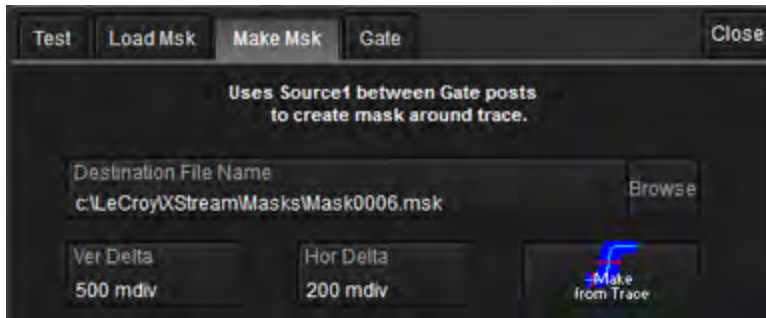 Test Load Msk Make Msk Gate Close
Uses Source1 between Gate posts
to create mask around trace.
Destination File Name
c:\LeCroy\XStream\Masks\Mask0006.msk
Browse
Ver Delta Hor Delta
500 mdiv 200 mdiv
Make
from Trace